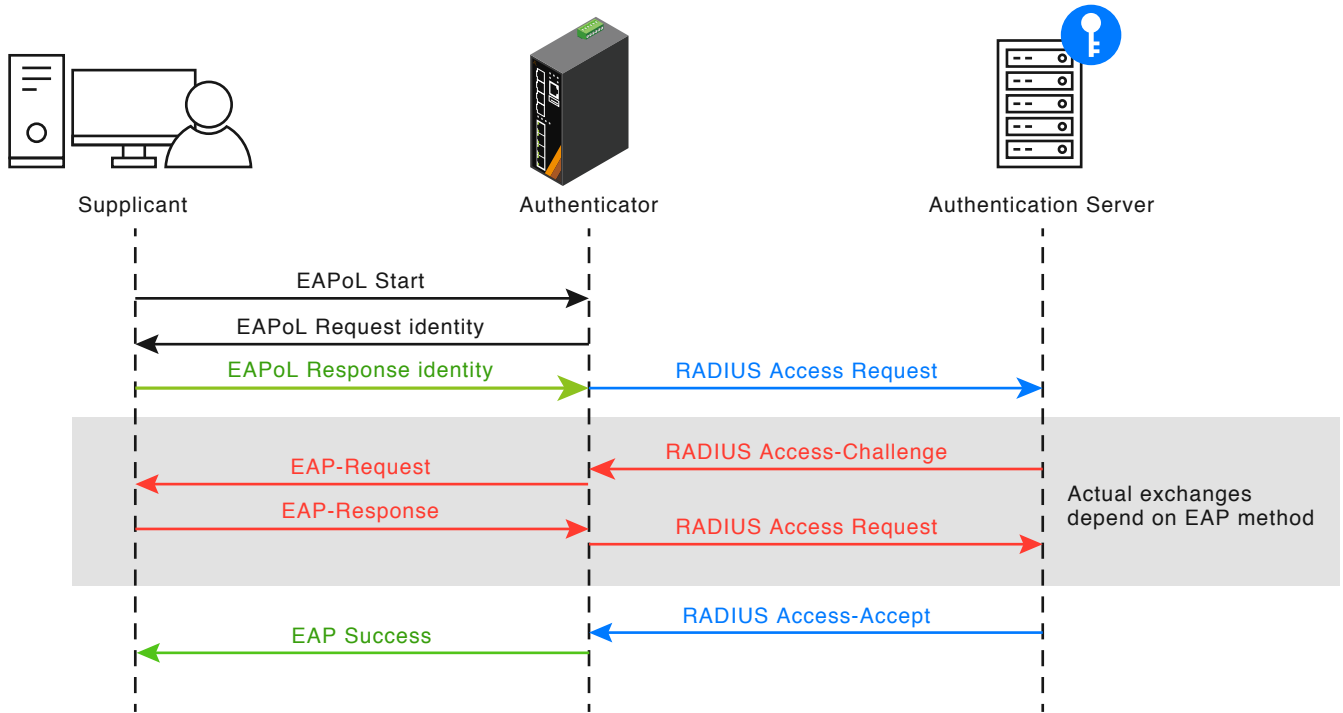 Supplicant
Authenticator
Authentication Server
EAPoL Start
EAPoL Request identity
EAPoL Response identity
RADIUS Access Request
RADIUS Access-Challenge
EAP-Request
EAP-Response
RADIUS Access Request
Actual exchanges
depend on EAP method
RADIUS Access-Accept
EAP Success